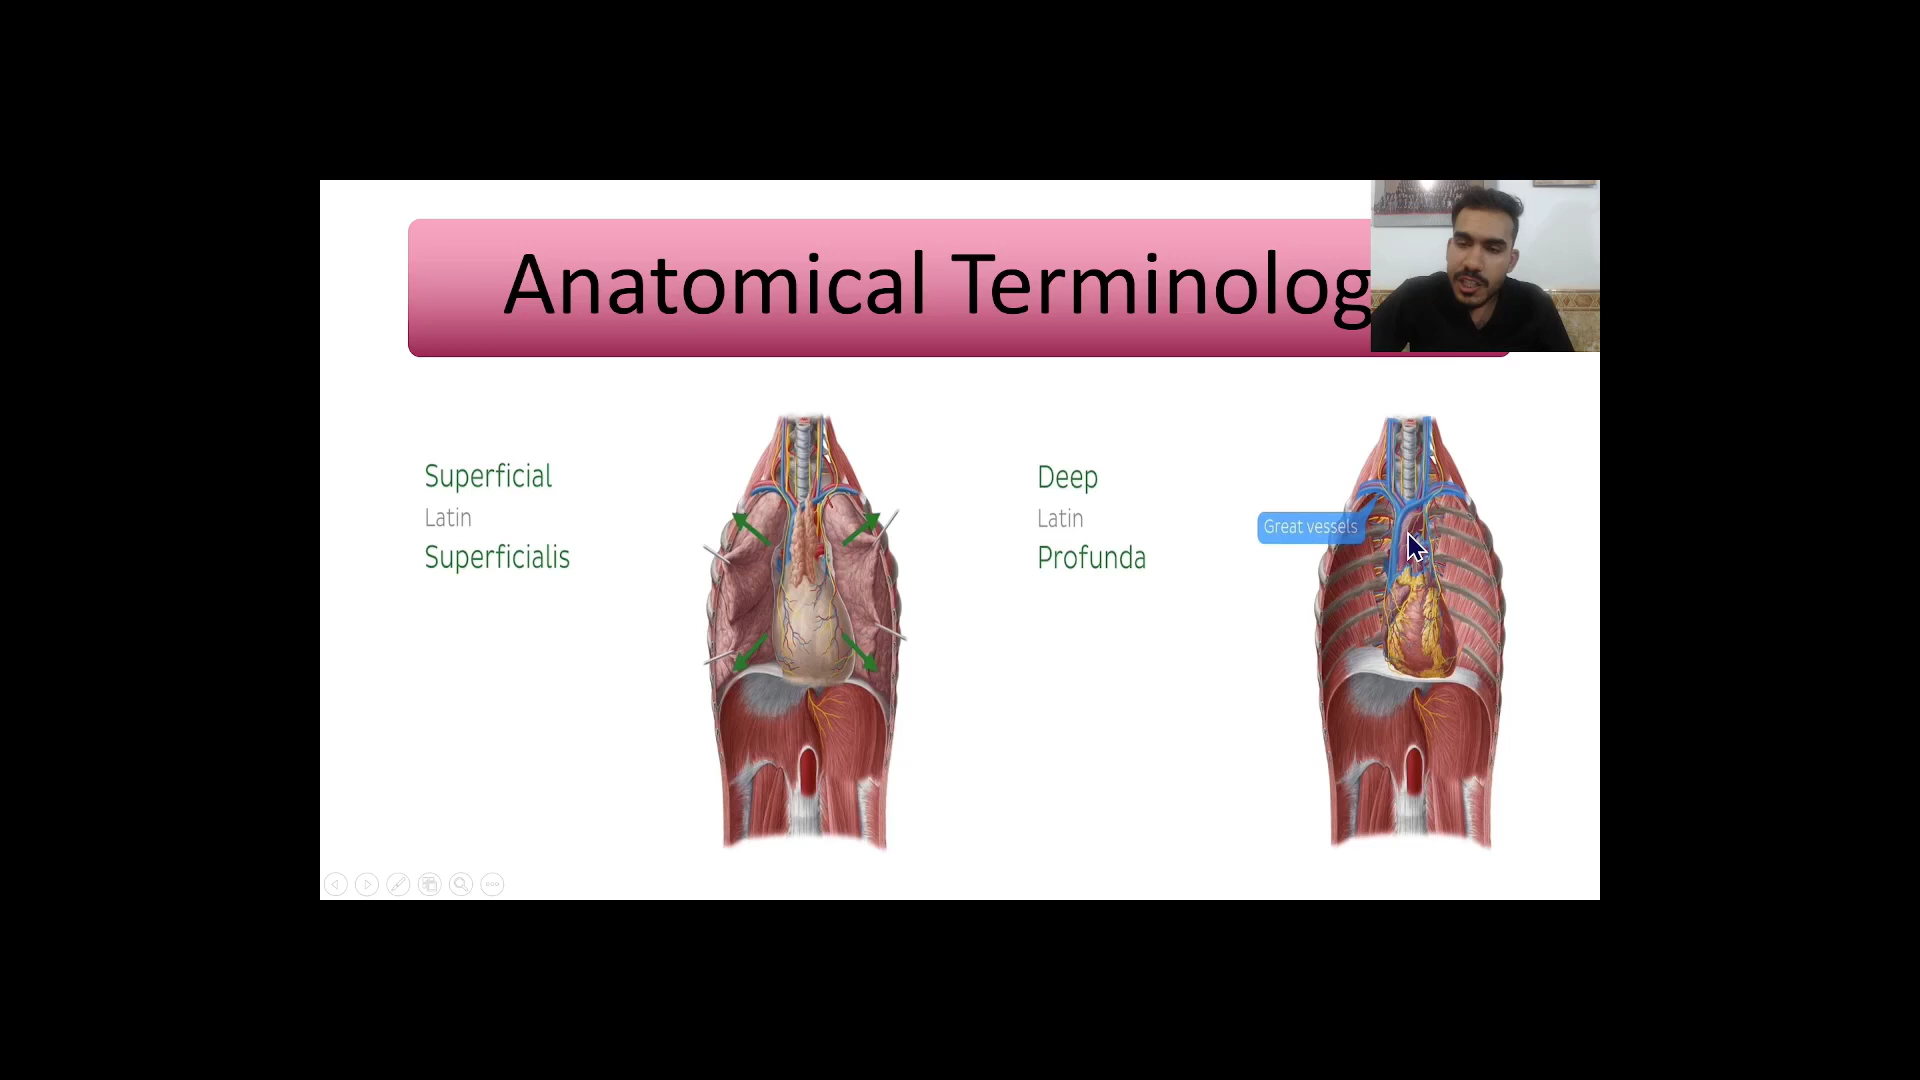 Anatomical Terminolog
Superficial
Latin
Superficialis
Deep
Latin
Profunda
Great vessels